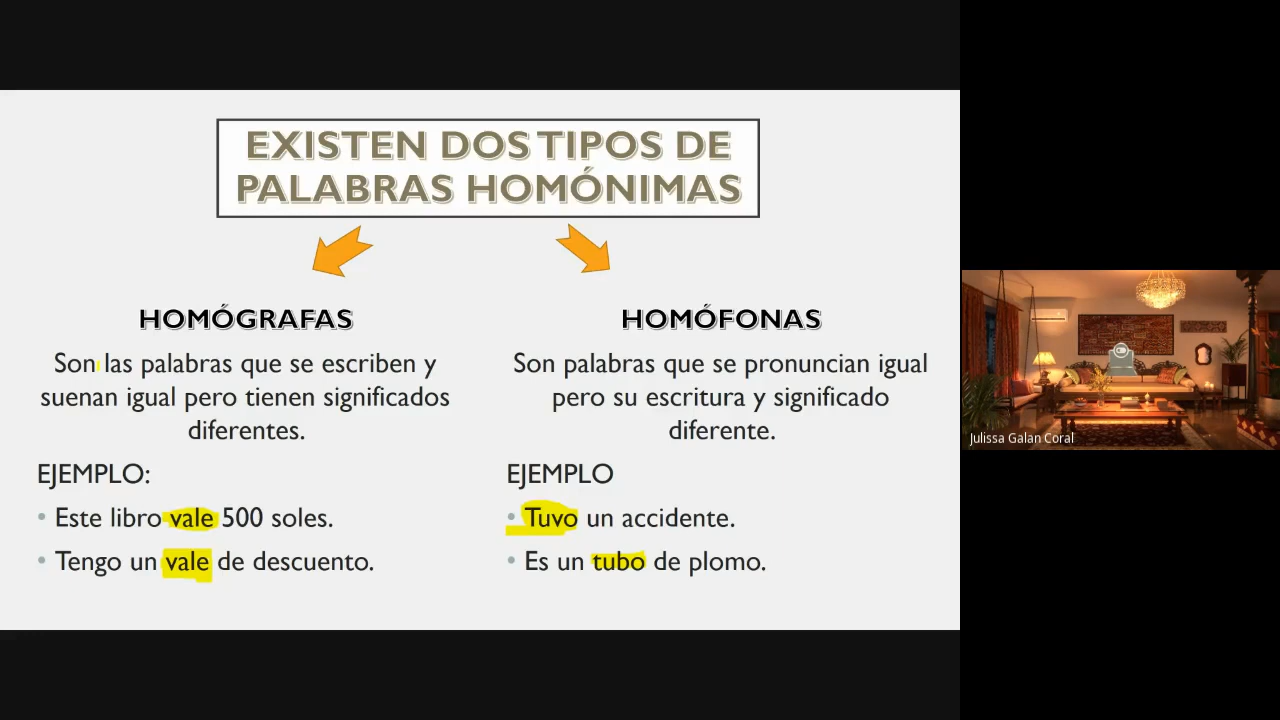 EXISTEN DOS TIPOS DE
PALABRAS HOMÓNIMAS
HOMÓGRAFAS
Son las palabras que se escriben y
suenan igual pero tienen significados
diferentes.
EJEMPLO:
• Este libro vale 500 soles.
• Tengo un vale de descuento.
HOMÓFONAS
Son palabras que se pronuncian igual
pero su escritura y significado
diferente.
EJEMPLO
• Tuvo un accidente.
• Es un tubo de plomo.
Julissa Galan Coral